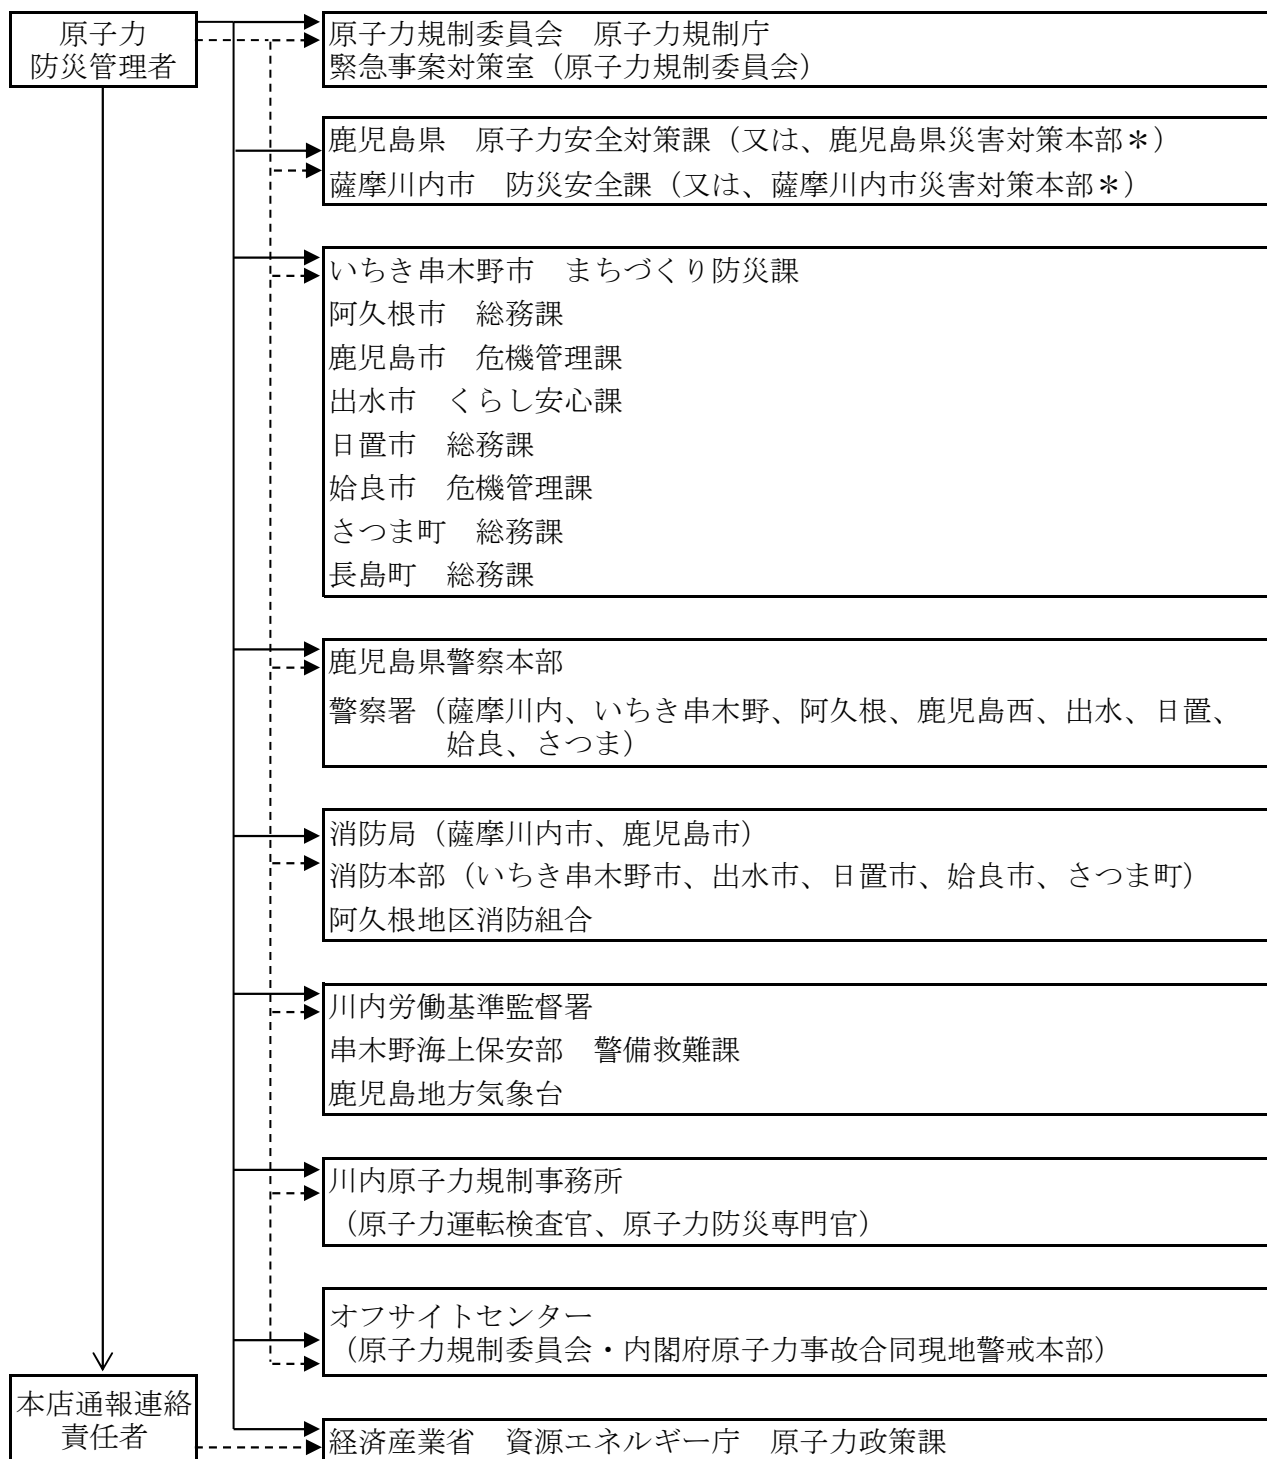 原子力
防災管理者
原子力規制委員会　原子力規制庁
緊急事案対策室（原子力規制委員会）
鹿児島県　原子力安全対策課（又は、鹿児島県災害対策本部＊）
薩摩川内市　防災安全課（又は、薩摩川内市災害対策本部＊）
いちき串木野市　まちづくり防災課
阿久根市　総務課
鹿児島市　危機管理課
出水市　くらし安心課
日置市　総務課
姶良市　危機管理課
さつま町　総務課
長島町　総務課
鹿児島県警察本部
警察署（薩摩川内、いちき串木野、阿久根、鹿児島西、出水、日置、
姶良、さつま）
消防局（薩摩川内市、鹿児島市）
消防本部（いちき串木野市、出水市、日置市、姶良市、さつま町）
阿久根地区消防組合
川内労働基準監督署
串木野海上保安部　警備救難課
鹿児島地方気象台
川内原子力規制事務所
（原子力運転検査官、原子力防災専門官）
オフサイトセンター
（原子力規制委員会・内閣府原子力事故合同現地警戒本部）
本店通報連絡
責任者
経済産業省　資源エネルギー庁　原子力政策課